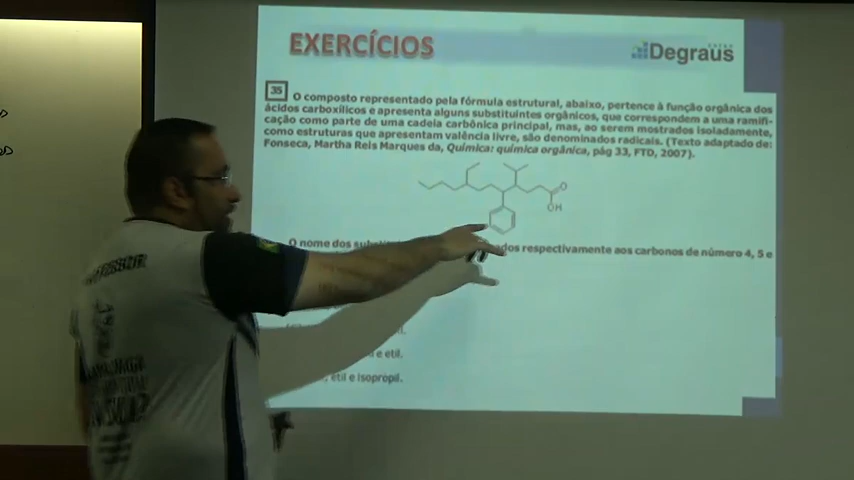 EXERCÍCIOS
Degraus
35 O composto representado pela fórmula estrutural, abaixo, pertence à função orgânica dos
ácidos carboxílicos e apresenta alguns substituintes orgânicos, que correspondem a uma ramifi-
cação como parte de uma cadeia carbônica principal, mas, ao serem mostrados isoladamente,
como estruturas que apresentam valência livre, são denominados radicais. (Texto adaptado de:
Fonseca, Martha Reis Marques da, Química: química orgânica, pág 33, FTD, 2007).
O
OH
O nome dos respectivamente aos carbonos de número 4, 5 e
e etil.
etil e isopropil.